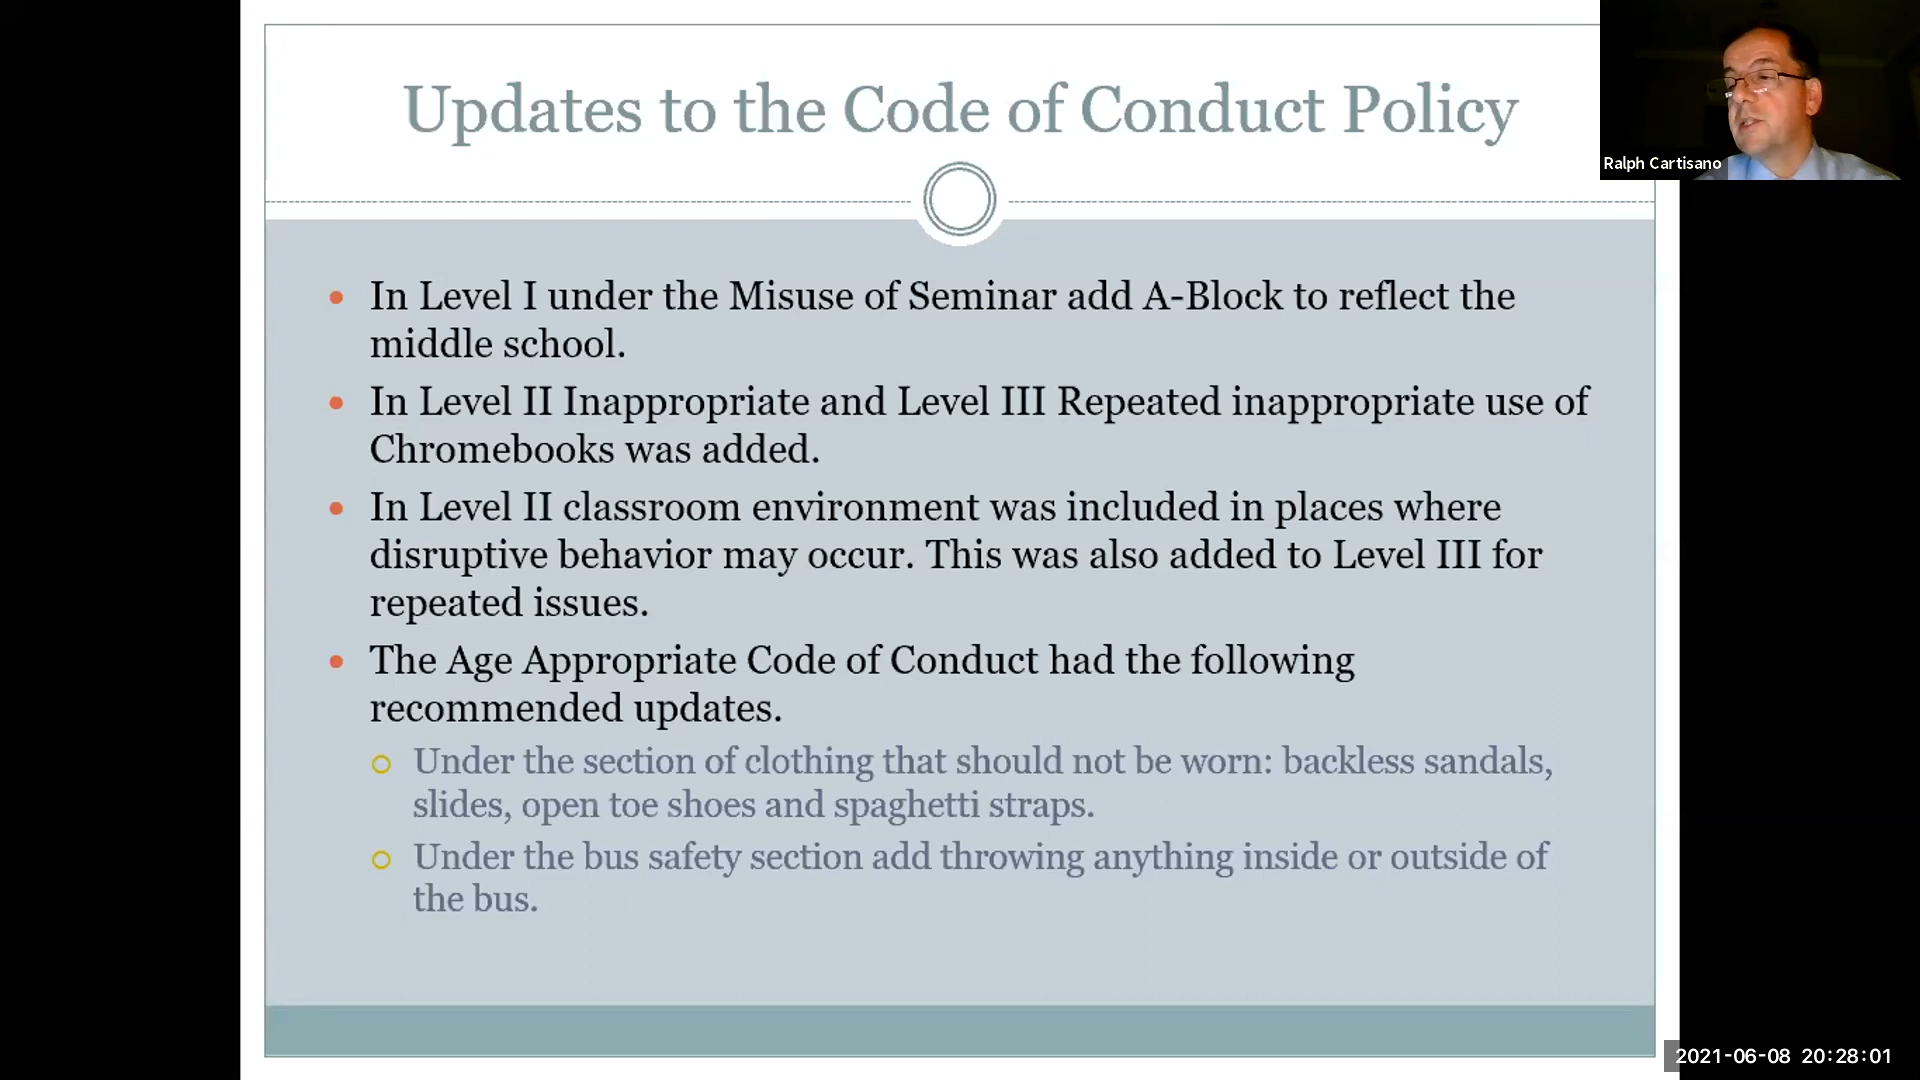 Updates to the Code of Conduct Policy
Ralph Cartisano
In Level I under the Misuse of Seminar add A-Block to reflect the
middle school.
In Level II Inappropriate and Level III Repeated inappropriate use of
Chromebooks was added.
In Level II classroom environment was included in places where
disruptive behavior may occur. This was also added to Level III for
repeated issues.
The Age Appropriate Code of Conduct had the following
recommended updates.
Under the section of clothing that should not be worn: backless sandals,
slides, open toe shoes and spaghetti straps.
Under the bus safety section add throwing anything inside or outside of
the bus.
2021-06-08 20:28:01